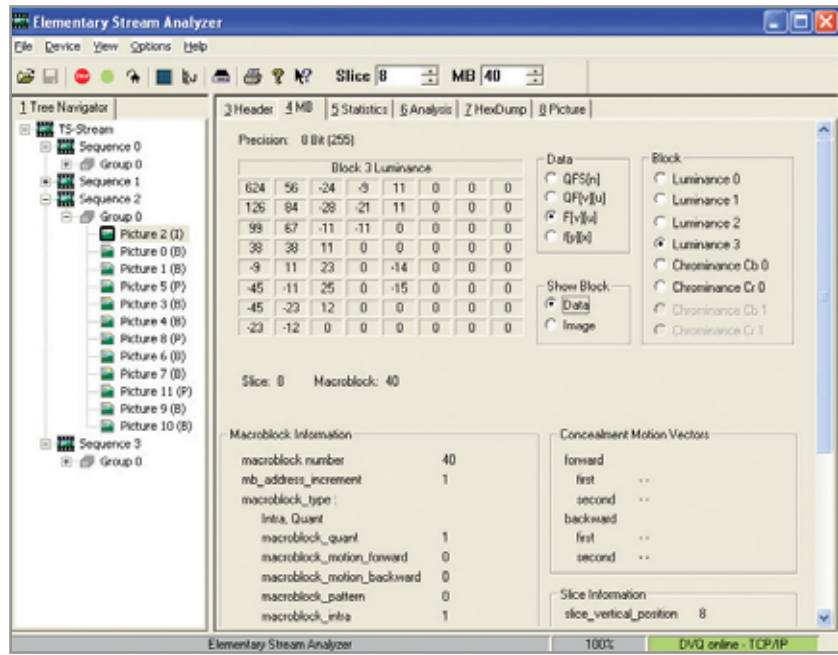 Elementary Stream Analyzer
File Device View Options Help
Slice 8 MB 40
1 Tree Navigator
TS-Stream
Sequence 0
Group 0
Sequence 1
Sequence 2
Group 0
Picture 2 (I)
Picture 0 (B)
Picture 1 (B)
Picture 5 (P)
Picture 3 (B)
Picture 4 (B)
Picture 8 (P)
Picture 6 (B)
Picture 7 (B)
Picture 11 (P)
Picture 9 (B)
Picture 10 (B)
Sequence 3
Group 0
3 Header 4 MB 5 Statistics 6 Analysis 7 HexDump 8 Picture
Precision: 8 Bit (255)
Block 3 Luminance
624 56 -24 -9 11 0 0 0
126 84 -28 -21 11 0 0 0
99 67 -11 -11 0 0 0 0
38 38 11 0 0 0 0 0
-9 11 23 0 -14 0 0 0
-45 -11 25 0 -15 0 0 0
-45 -23 12 0 0 0 0 0
-23 -12 0 0 0 0 0 0
Data
QFS[n]
QF[v][u]
F[v][u]
f[y][x]
Show Block
Data
Image
Block
Luminance 0
Luminance 1
Luminance 2
Luminance 3
Chrominance Cb 0
Chrominance Cr 0
Chrominance Cb 1
Chrominance Cr 1
Slice: 8 Macroblock: 40
Macroblock Information
macroblock number 40
mb_address_increment 1
macroblock_type :
Intra, Quant
macroblock_quant 1
macroblock_motion_forward 0
macroblock_motion_backward 0
macroblock_pattern 0
macroblock_intra 1
Concealment Motion Vectors
forward
first - -
second - -
backward
first - -
second - -
Slice Information
slice_vertical_position 8
Elementary Stream Analyzer 100% DVQ online - TCP/IP